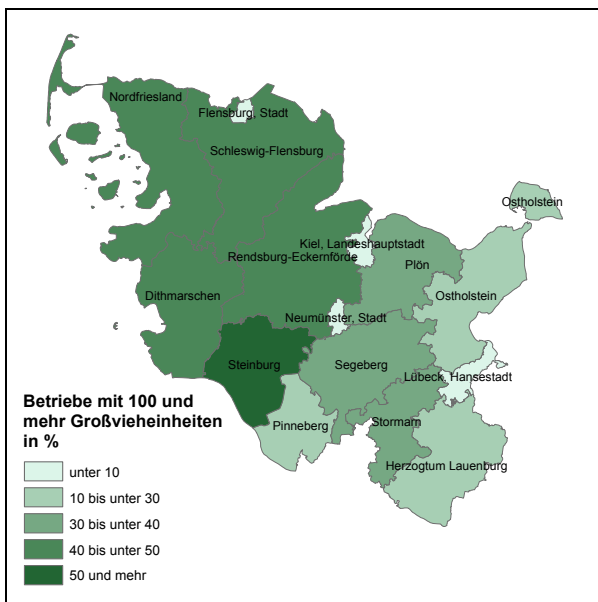 Nordfriesland
Flensburg, Stadt
Schleswig-Flensburg
Ostholstein
Kiel, Landeshauptstadt
Rendsburg-Eckernförde
Plön
Dithmarschen
Ostholstein
Neumünster, Stadt
Steinburg
Segeberg
Lübeck, Hansestadt
Pinneberg
Stormarn
Herzogtum Lauenburg
Betriebe mit 100 und
mehr Großvieheinheiten
in %
unter 10
10 bis unter 30
30 bis unter 40
40 bis unter 50
50 und mehr